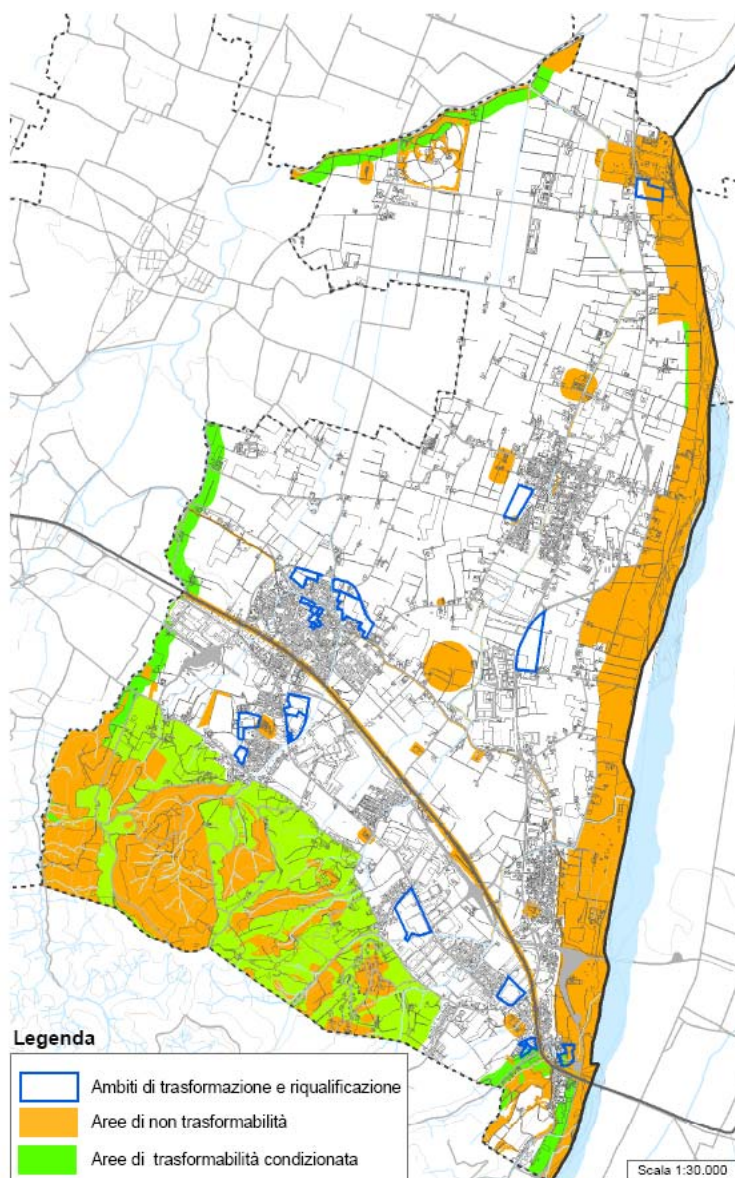 Legenda
Ambiti di trasformazione e riqualificazione
Aree di non trasformabilità
Aree di trasformabilità condizionata
Scala 1:30.000